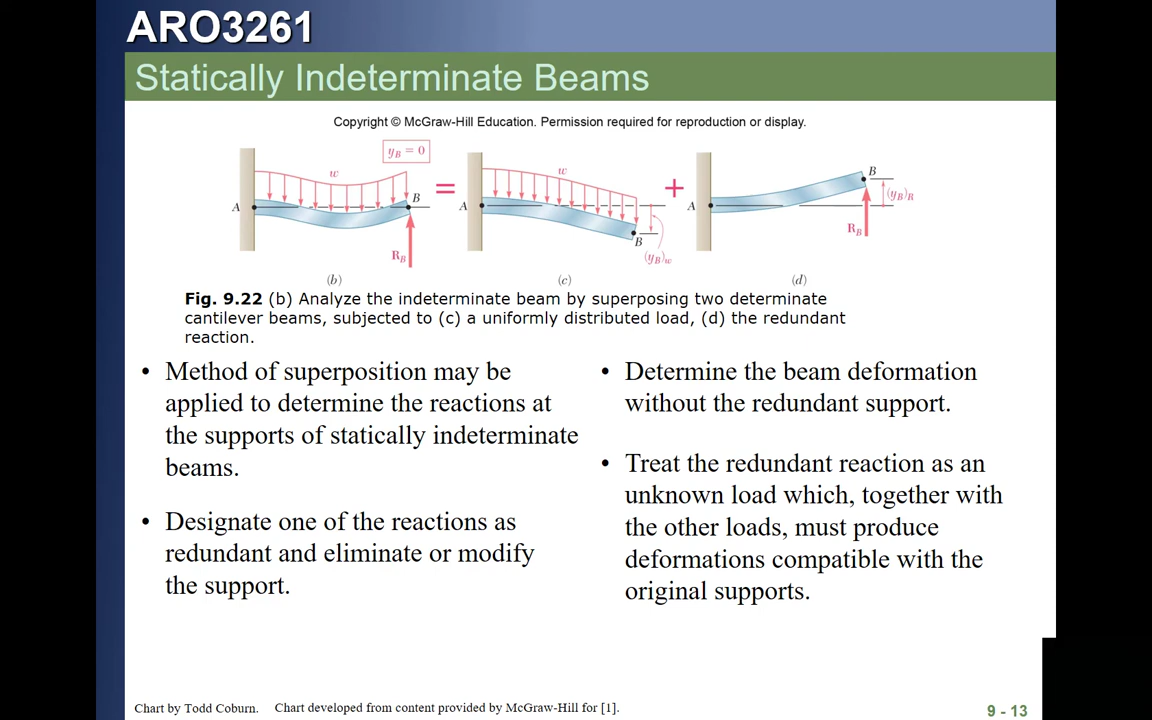 ARO3261
Statically Indeterminate Beams
Copyright © McGraw-Hill Education. Permission required for reproduction or display.
y_B = 0
w
A
B
R_B
(b)
=
w
A
B
(y_B)_w
(c)
+
A
B
(y_B)_R
R_B
(d)
Fig. 9.22 (b) Analyze the indeterminate beam by superposing two determinate
cantilever beams, subjected to (c) a uniformly distributed load, (d) the redundant
reaction.
• Method of superposition may be
applied to determine the reactions at
the supports of statically indeterminate
beams.
• Designate one of the reactions as
redundant and eliminate or modify
the support.
• Determine the beam deformation
without the redundant support.
• Treat the redundant reaction as an
unknown load which, together with
the other loads, must produce
deformations compatible with the
original supports.
Chart by Todd Coburn. Chart developed from content provided by McGraw-Hill for [1].
9 - 13